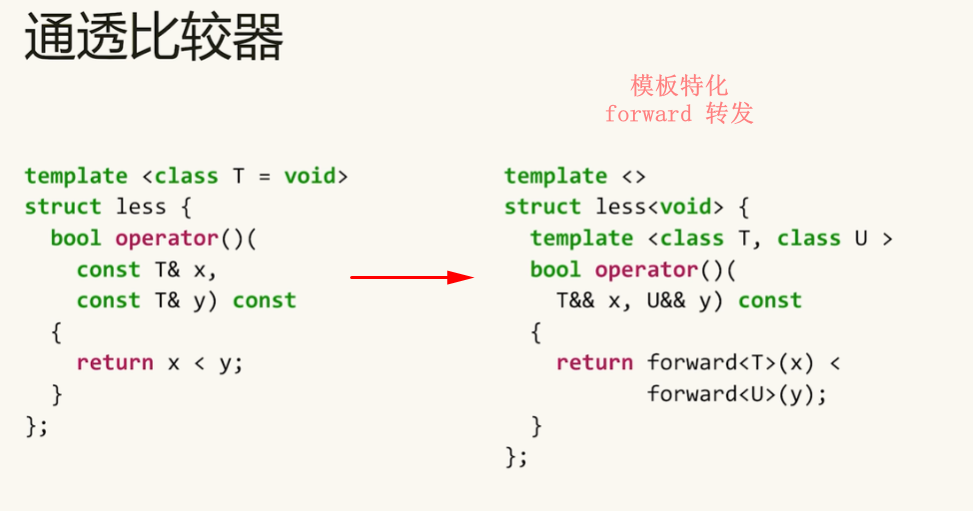 通透比较器
模板特化
forward 转发
template <class T = void>
struct less {
bool operator()(
const T& x,
const T& y) const
{
return x < y;
}
};
template <>
struct less<void> {
template <class T, class U >
bool operator()(
T&& x, U&& y) const
{
return forward<T>(x) <
forward<U>(y);
}
};